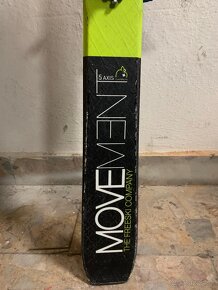 5 AXIS
MOVEMENT
THE FREESKI COMPANY